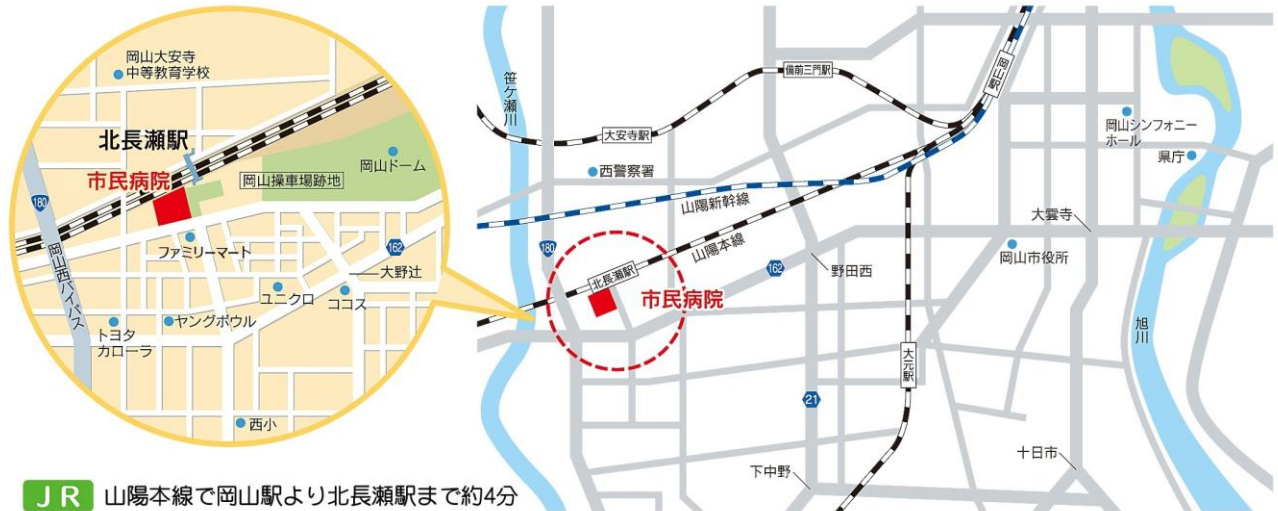 岡山大安寺
中等教育学校
北長瀬駅
市民病院
岡山操車場跡地
岡山ドーム
180
岡山西バイパス
ファミリーマート
162
大野辻
ユニクロ
ココス
ヤングボウル
トヨタ
カローラ
西小
JR 山陽本線で岡山駅より北長瀬駅まで約4分
笹ケ瀬川
備前三門駅
岡山駅
大安寺駅
西警察署
岡山シンフォニー
ホール
県庁
山陽新幹線
山陽本線
大雲寺
180
北長瀬駅
162
野田西
岡山市役所
市民病院
旭川
大元駅
21
下中野
十日市